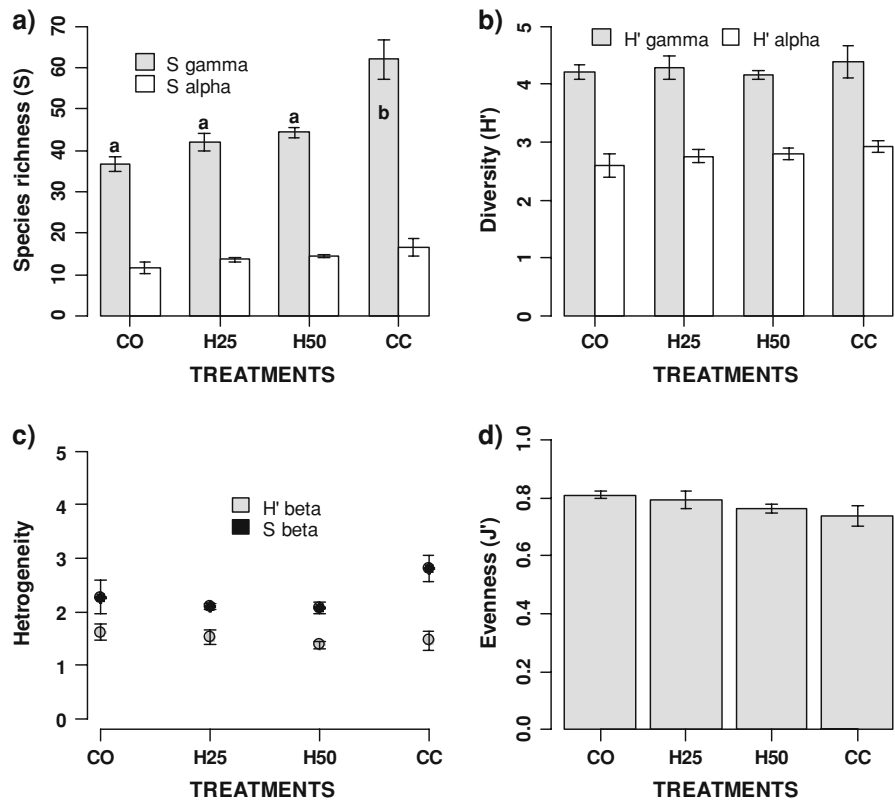 a)
Species richness (S)
70
60
50
40
30
20
10
0
S gamma
S alpha
a
a
a
b
CO
H25
H50
CC
TREATMENTS
b)
Diversity (H')
5
4
3
2
1
0
H' gamma
H' alpha
CO
H25
H50
CC
TREATMENTS
c)
Hetrogeneity
5
4
3
2
1
0
H' beta
S beta
CO
H25
H50
CC
TREATMENTS
d)
Evenness (J')
1.0
0.8
0.6
0.4
0.2
0.0
CO
H25
H50
CC
TREATMENTS